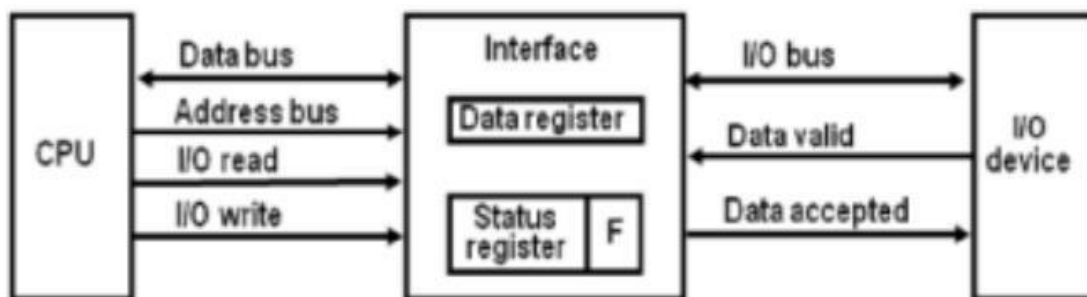 CPU
Data bus
Address bus
I/O read
I/O write
Interface
Data register
Status
register
F
I/O bus
Data valid
Data accepted
I/O
device